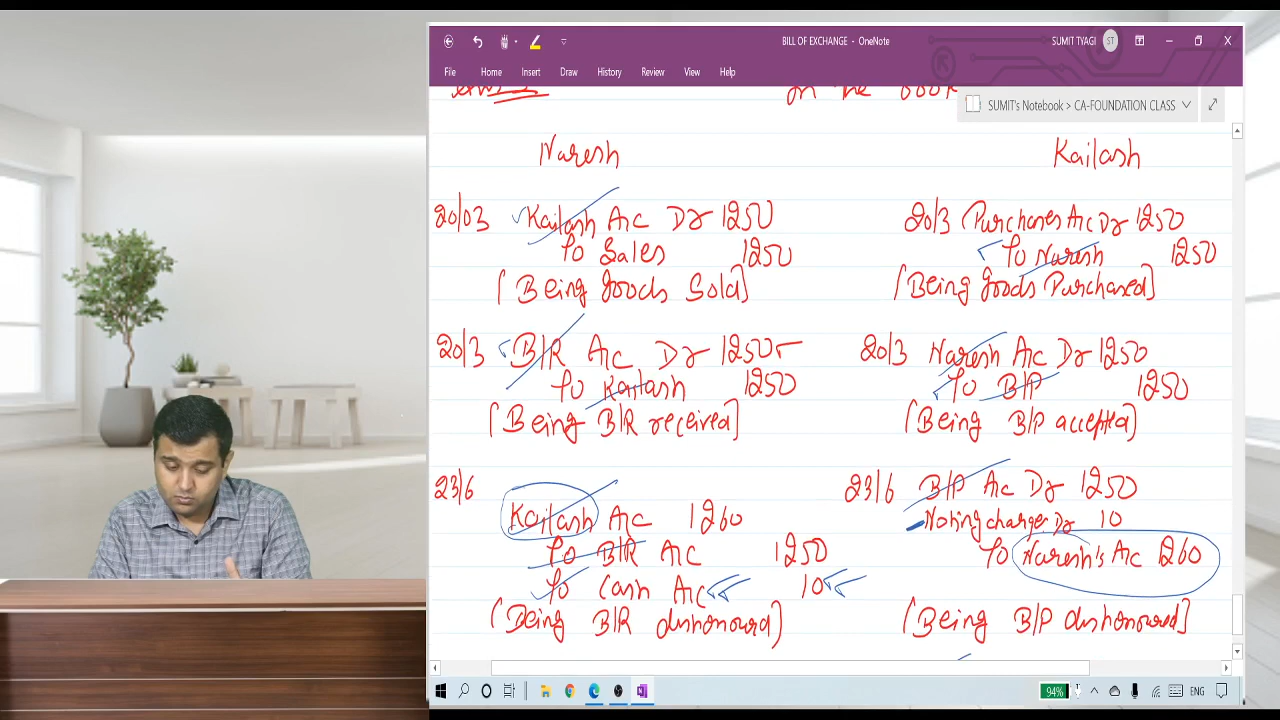 BILL OF EXCHANGE - OneNote
SUMIT TYAGI
ST
File Home Insert Draw History Review View Help
SUMIT's Notebook > CA-FOUNDATION CLASS
In the book
Naresh
Kailash
20/03 Kailash A/c Dr 1250
To Sales 1250
[Being Goods Sold]
20/3 Purchases A/c Dr 1250
To Naresh 1250
[Being Goods Purchased]
20/3 B/R A/c Dr 1250
To Kailash 1250
[Being B/R received]
20/3 Naresh A/c Dr 1250
To B/P 1250
[Being B/P accepted]
23/6
Kailash A/c 1260
To B/R A/c 1250
To Cash A/c 10
(Being B/R dishonoured)
23/6 B/P A/c Dr 1250
Noting charges Dr 10
To Naresh's A/c 1260
[Being B/P dishonoured]
94%
ENG